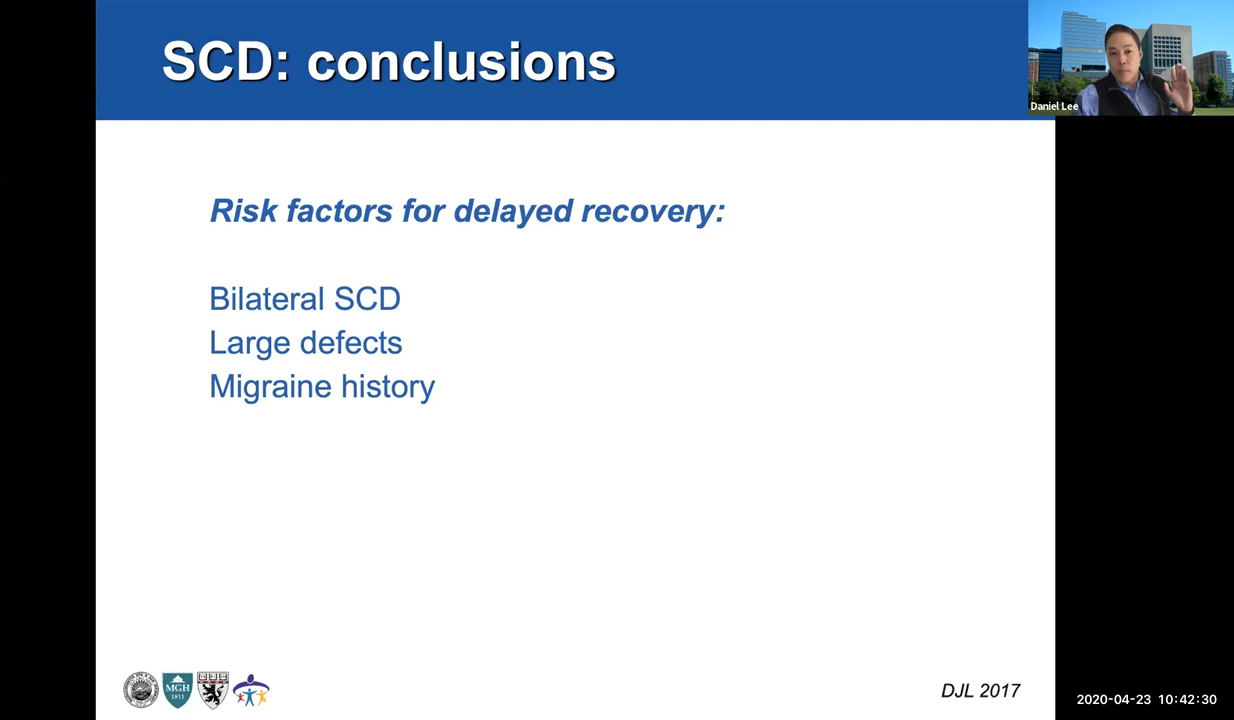 SCD: conclusions
Daniel Lee
Risk factors for delayed recovery:
Bilateral SCD
Large defects
Migraine history
MGH
1811
DJL 2017
2020-04-23 10:42:30